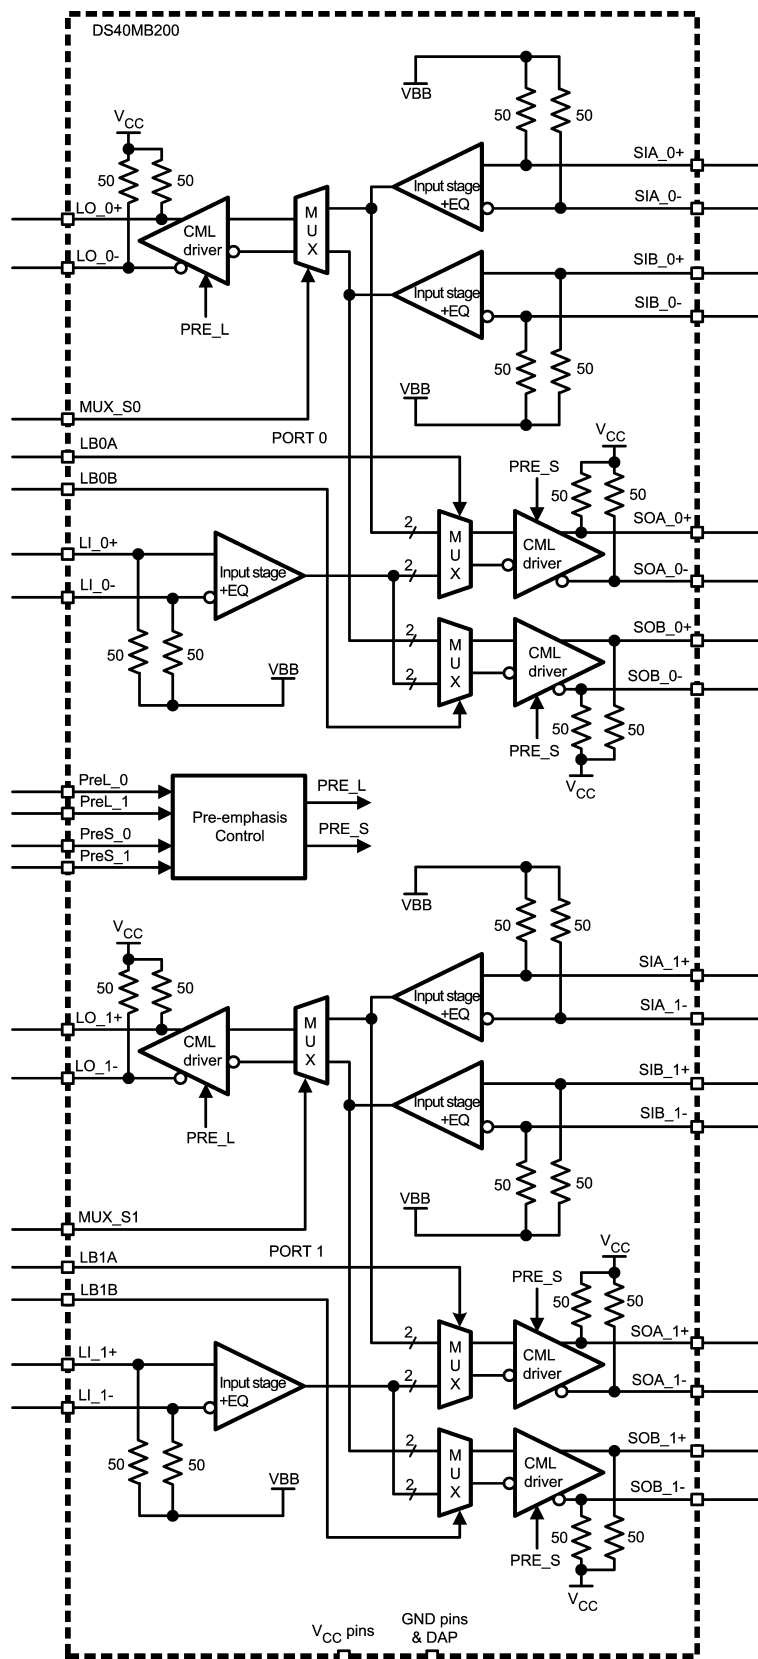 DS40MB200
VBB
50
50
SIA_0+
SIA_0-
Input stage
+EQ
VCC
50
50
LO_0+
LO_0-
CML
driver
PRE_L
M
U
X
SIB_0+
SIB_0-
Input stage
+EQ
50
50
VBB
MUX_S0
PORT 0
LB0A
LB0B
VCC
PRE_S
50
50
SOA_0+
SOA_0-
2
2
M
U
X
CML
driver
LI_0+
LI_0-
Input stage
+EQ
50
50
VBB
2
2
M
U
X
CML
driver
SOB_0+
SOB_0-
50
50
PRE_S
VCC
PreL_0
PreL_1
PreS_0
PreS_1
Pre-emphasis
Control
PRE_L
PRE_S
VBB
50
50
SIA_1+
SIA_1-
Input stage
+EQ
VCC
50
50
LO_1+
LO_1-
CML
driver
PRE_L
M
U
X
SIB_1+
SIB_1-
Input stage
+EQ
50
50
VBB
MUX_S1
PORT 1
LB1A
LB1B
VCC
PRE_S
50
50
SOA_1+
SOA_1-
2
2
M
U
X
CML
driver
LI_1+
LI_1-
Input stage
+EQ
50
50
VBB
2
2
M
U
X
CML
driver
SOB_1+
SOB_1-
50
50
PRE_S
VCC
VCC pins
GND pins
& DAP